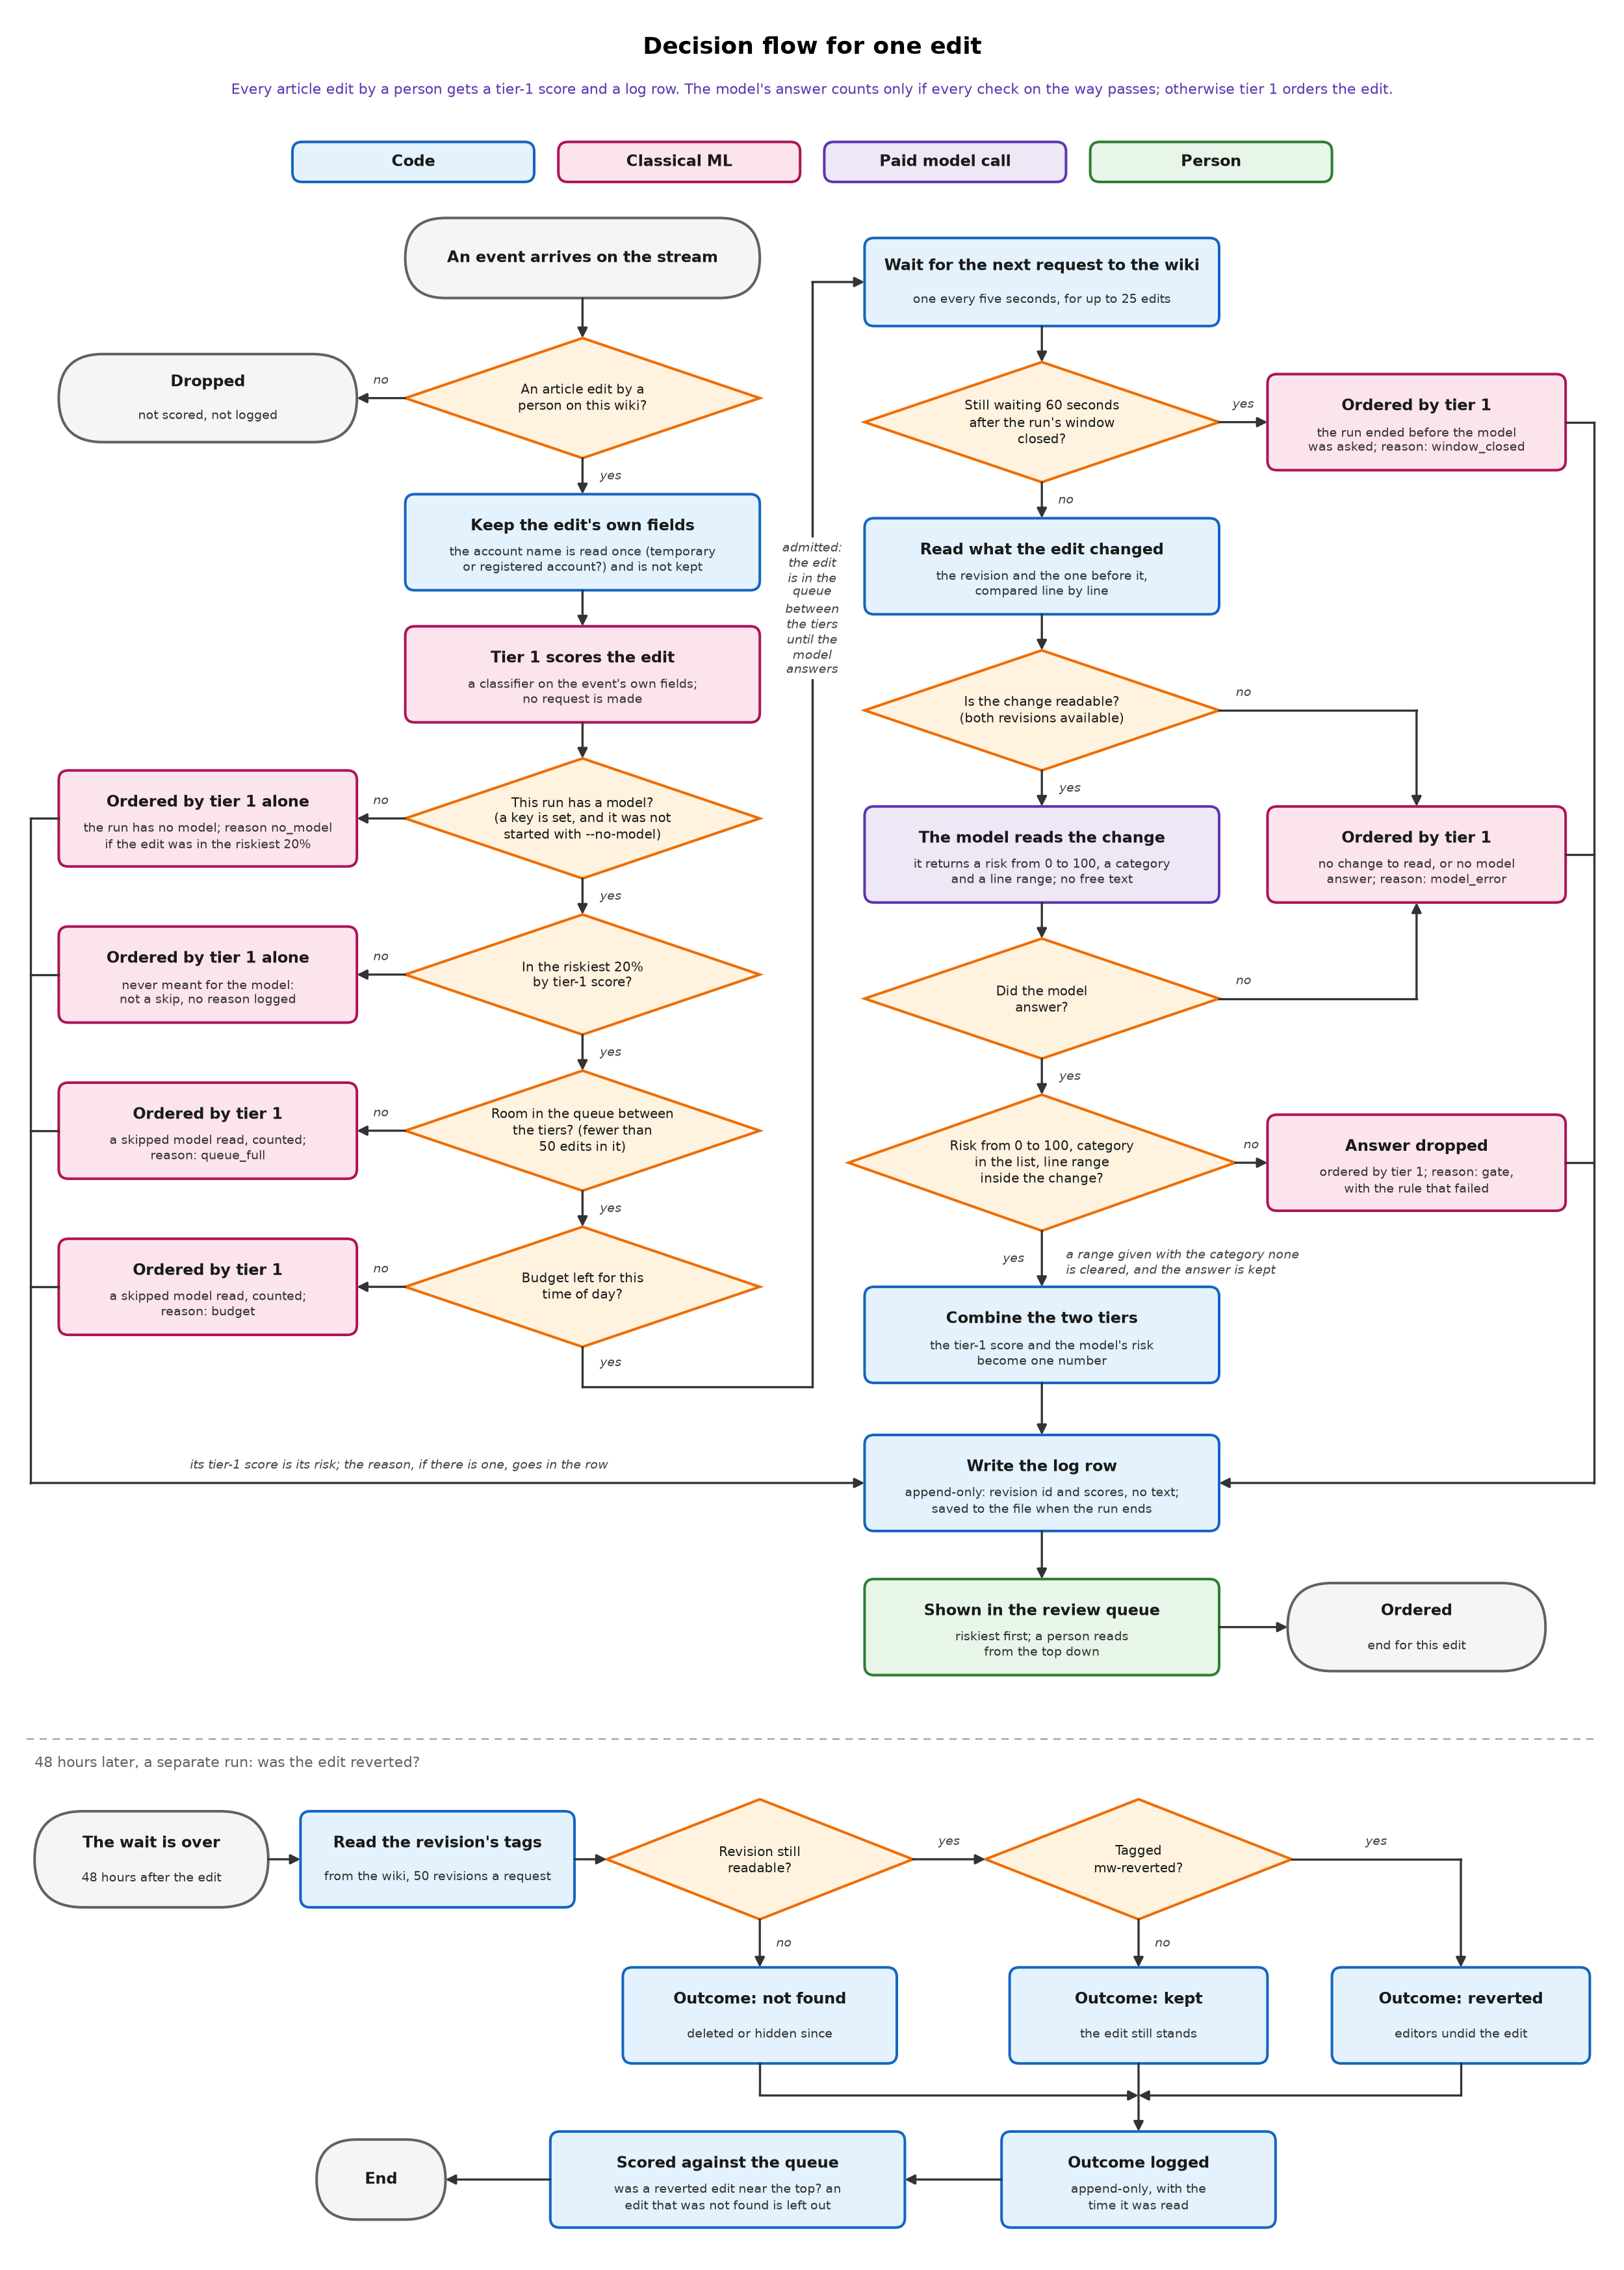 Decision flow for one edit
Every article edit by a person gets a tier-1 score and a log row. The model's answer counts only if every check on the way passes; otherwise tier 1 orders the edit.
Code
Classical ML
Paid model call
Person
An event arrives on the stream
An article edit by a
person on this wiki?
no
Dropped
not scored, not logged
yes
Keep the edit's own fields
the account name is read once (temporary
or registered account?) and is not kept
Tier 1 scores the edit
a classifier on the event's own fields;
no request is made
This run has a model?
(a key is set, and it was not
started with --no-model)
no
Ordered by tier 1 alone
the run has no model; reason no_model
if the edit was in the riskiest 20%
yes
In the riskiest 20%
by tier-1 score?
no
Ordered by tier 1 alone
never meant for the model:
not a skip, no reason logged
yes
Room in the queue between
the tiers? (fewer than
50 edits in it)
no
Ordered by tier 1
a skipped model read, counted;
reason: queue_full
yes
Budget left for this
time of day?
no
Ordered by tier 1
a skipped model read, counted;
reason: budget
yes
admitted:
the edit
is in the
queue
between
the tiers
until the
model
answers
Wait for the next request to the wiki
one every five seconds, for up to 25 edits
Still waiting 60 seconds
after the run's window
closed?
yes
Ordered by tier 1
the run ended before the model
was asked; reason: window_closed
no
Read what the edit changed
the revision and the one before it,
compared line by line
Is the change readable?
(both revisions available)
no
yes
The model reads the change
it returns a risk from 0 to 100, a category
and a line range; no free text
Ordered by tier 1
no change to read, or no model
answer; reason: model_error
Did the model
answer?
no
yes
Risk from 0 to 100, category
in the list, line range
inside the change?
no
Answer dropped
ordered by tier 1; reason: gate,
with the rule that failed
yes
a range given with the category none
is cleared, and the answer is kept
Combine the two tiers
the tier-1 score and the model's risk
become one number
its tier-1 score is its risk; the reason, if there is one, goes in the row
Write the log row
append-only: revision id and scores, no text;
saved to the file when the run ends
Shown in the review queue
riskiest first; a person reads
from the top down
Ordered
end for this edit
48 hours later, a separate run: was the edit reverted?
The wait is over
48 hours after the edit
Read the revision's tags
from the wiki, 50 revisions a request
Revision still
readable?
yes
Tagged
mw-reverted?
yes
no
no
Outcome: not found
deleted or hidden since
Outcome: kept
the edit still stands
Outcome: reverted
editors undid the edit
End
Scored against the queue
was a reverted edit near the top? an
edit that was not found is left out
Outcome logged
append-only, with the
time it was read